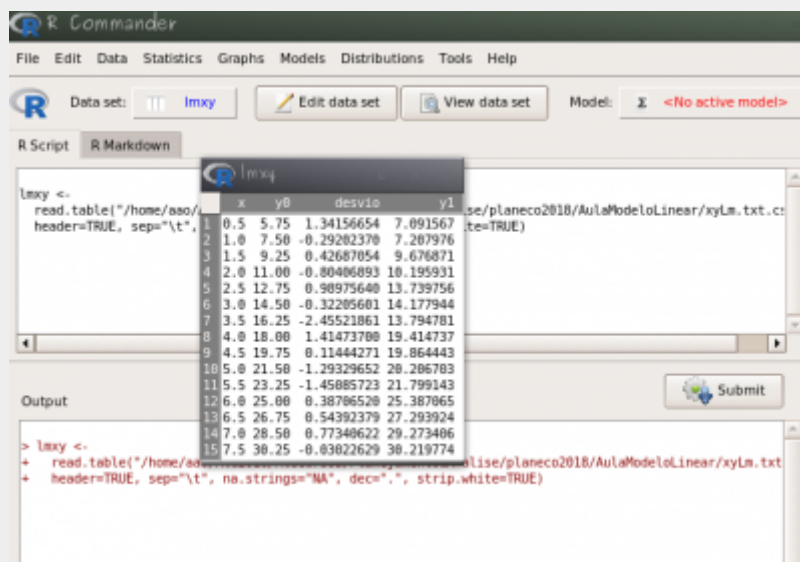 R Commander
File Edit Data Statistics Graphs Models Distributions Tools Help
Data set: lmxy Edit data set View data set Model: Σ <No active model>
R Script R Markdown
lmxy <-
read.table("/home/aao/ se/planeco2018/AulaModeloLinear/xyLm.txt.cs
header=TRUE, sep="\t", te=TRUE)
lmxy
x y0 desvio y1
1 0.5 5.75 1.34156654 7.091567
2 1.0 7.50 -0.29202370 7.207976
3 1.5 9.25 0.42687054 9.676871
4 2.0 11.00 -0.80406893 10.195931
5 2.5 12.75 0.98975640 13.739756
6 3.0 14.50 -0.32205601 14.177944
7 3.5 16.25 -2.45521861 13.794781
8 4.0 18.00 1.41473700 19.414737
9 4.5 19.75 0.11444271 19.864443
10 5.0 21.50 -1.29329652 20.206703
11 5.5 23.25 -1.45085723 21.799143
12 6.0 25.00 0.38706520 25.387065
13 6.5 26.75 0.54392379 27.293924
14 7.0 28.50 0.77340622 29.273406
15 7.5 30.25 -0.03022629 30.219774
Output
Submit
> lmxy <-
+ read.table("/home/aao alise/planeco2018/AulaModeloLinear/xyLm.txt
+ header=TRUE, sep="\t", na.strings="NA", dec=".", strip.white=TRUE)